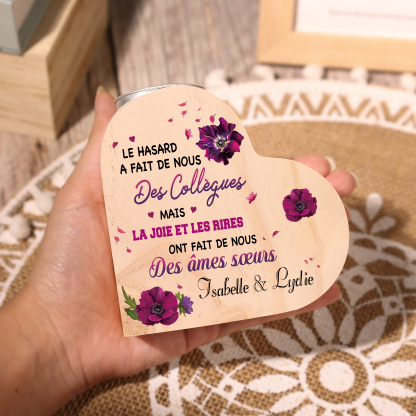 LE HASARD
A FAIT DE NOUS
Des Collègues
MAIS
LA JOIE ET LES RIRES
ONT FAIT DE NOUS
Des âmes sœurs
Isabelle & Lydie